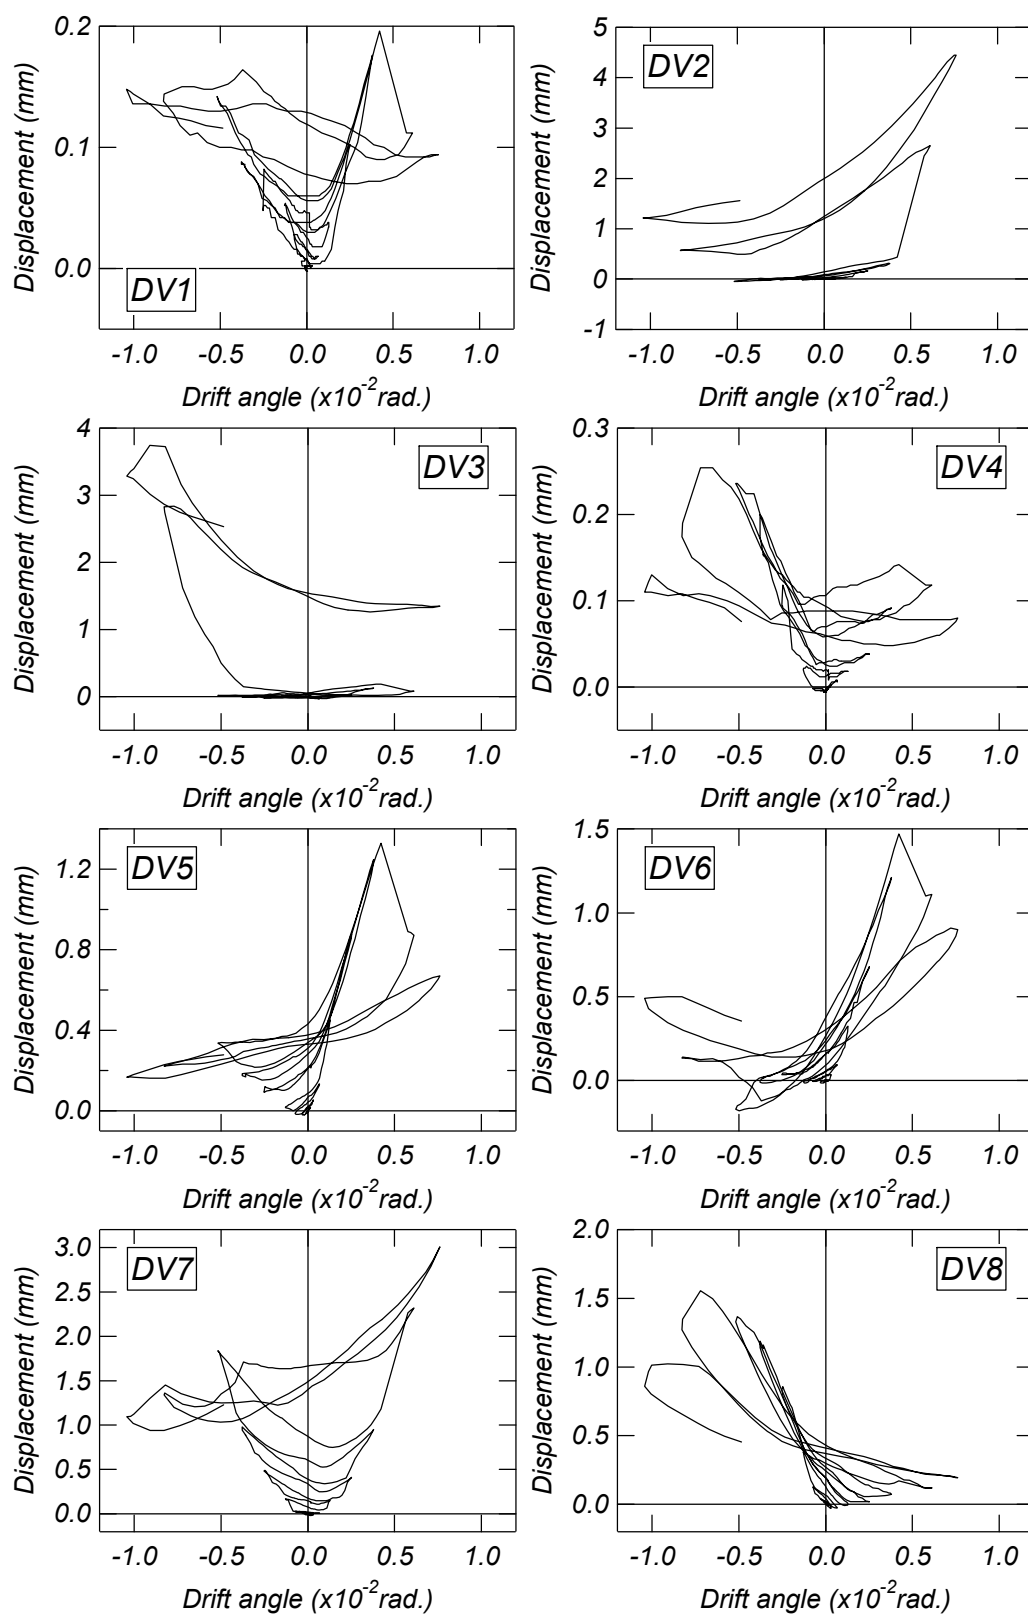 0.2
0.1
0.0
Displacement (mm)
DV1
-1.0 -0.5 0.0 0.5 1.0
Drift angle (x10-2rad.)
5
4
3
2
1
0
-1
Displacement (mm)
DV2
-1.0 -0.5 0.0 0.5 1.0
Drift angle (x10-2rad.)
4
3
2
1
0
Displacement (mm)
DV3
-1.0 -0.5 0.0 0.5 1.0
Drift angle (x10-2rad.)
0.3
0.2
0.1
0.0
Displacement (mm)
DV4
-1.0 -0.5 0.0 0.5 1.0
Drift angle (x10-2rad.)
1.2
0.8
0.4
0.0
Displacement (mm)
DV5
-1.0 -0.5 0.0 0.5 1.0
Drift angle (x10-2rad.)
1.5
1.0
0.5
0.0
Displacement (mm)
DV6
-1.0 -0.5 0.0 0.5 1.0
Drift angle (x10-2rad.)
3.0
2.5
2.0
1.5
1.0
0.5
0.0
Displacement (mm)
DV7
-1.0 -0.5 0.0 0.5 1.0
Drift angle (x10-2rad.)
2.0
1.5
1.0
0.5
0.0
Displacement (mm)
DV8
-1.0 -0.5 0.0 0.5 1.0
Drift angle (x10-2rad.)